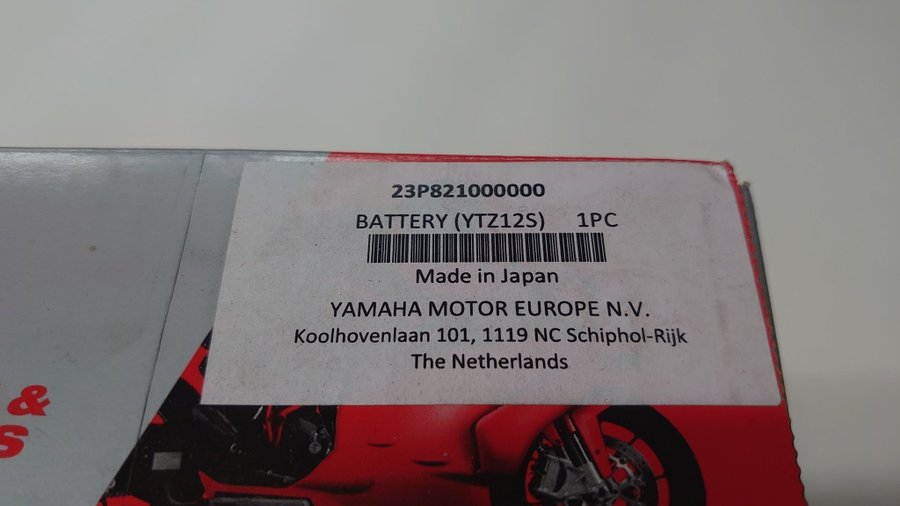 23P821000000
BATTERY (YTZ12S) 1PC
Made in Japan
YAMAHA MOTOR EUROPE N.V.
Koolhovenlaan 101, 1119 NC Schiphol-Rijk
The Netherlands
&
S